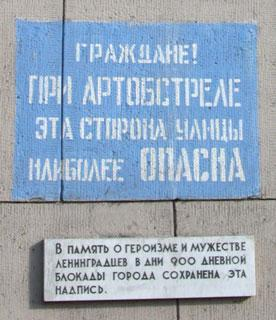 ГРАЖДАНЕ!
ПРИ АРТОБСТРЕЛЕ
ЭТА СТОРОНА УЛИЦЫ
НАИБОЛЕЕ ОПАСНА
В ПАМЯТЬ О ГЕРОИЗМЕ И МУЖЕСТВЕ
ЛЕНИНГРАДЦЕВ В ДНИ 900 ДНЕВНОЙ
БЛОКАДЫ ГОРОДА СОХРАНЕНА ЭТА
НАДПИСЬ.